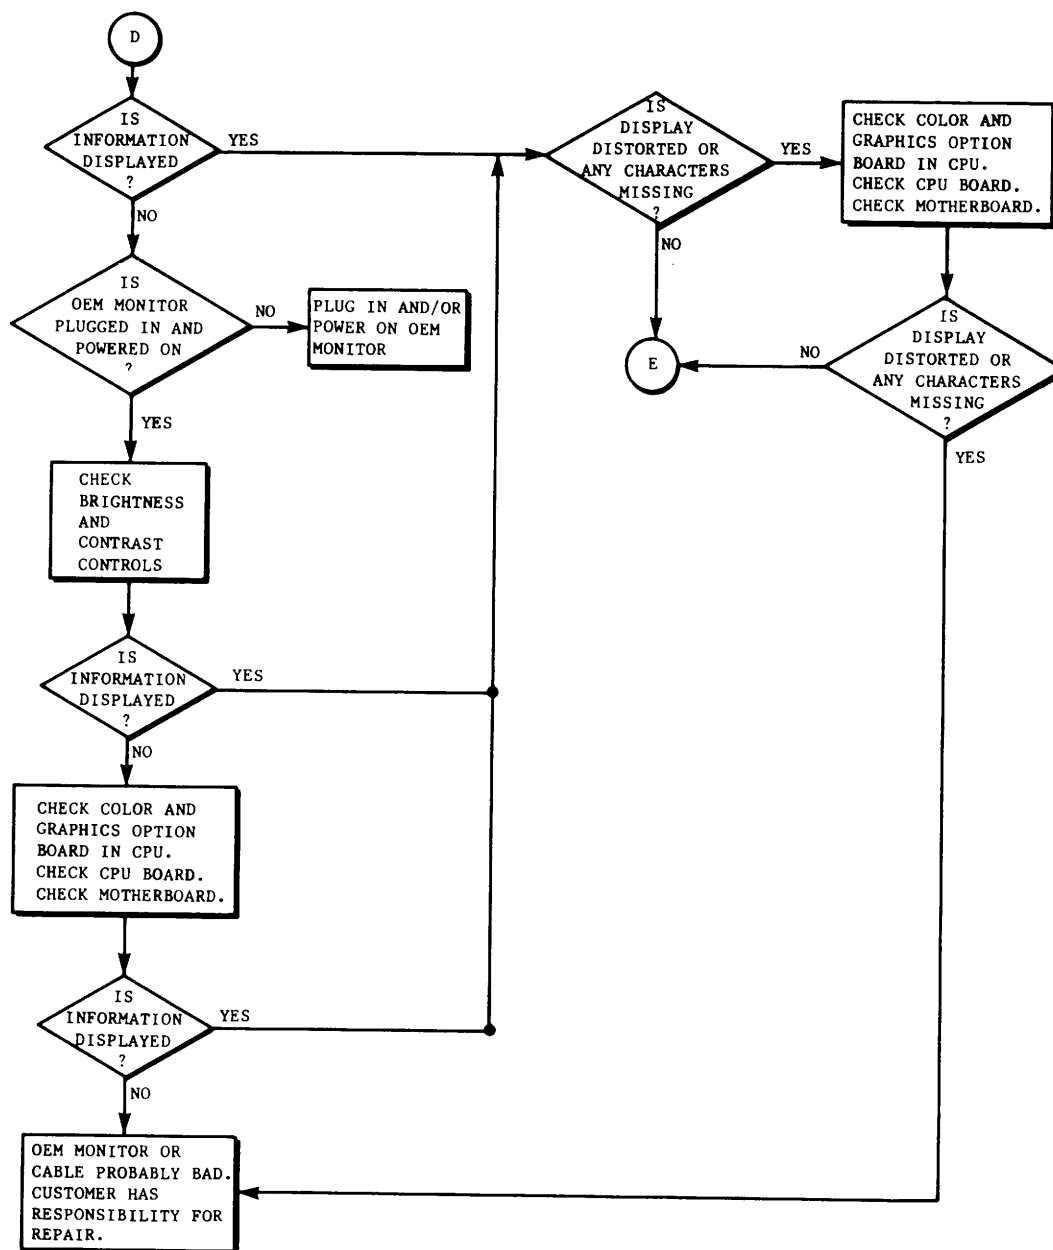 D
IS
INFORMATION
DISPLAYED
?
YES
NO
IS
OEM MONITOR
PLUGGED IN AND
POWERED ON
?
NO
PLUG IN AND/OR
POWER ON OEM
MONITOR
YES
CHECK
BRIGHTNESS
AND
CONTRAST
CONTROLS
IS
INFORMATION
DISPLAYED
?
YES
NO
CHECK COLOR AND
GRAPHICS OPTION
BOARD IN CPU.
CHECK CPU BOARD.
CHECK MOTHERBOARD.
IS
INFORMATION
DISPLAYED
?
YES
NO
OEM MONITOR OR
CABLE PROBABLY BAD.
CUSTOMER HAS
RESPONSIBILITY FOR
REPAIR.
IS
DISPLAY
DISTORTED OR
ANY CHARACTERS
MISSING
?
YES
NO
CHECK COLOR AND
GRAPHICS OPTION
BOARD IN CPU.
CHECK CPU BOARD.
CHECK MOTHERBOARD.
IS
DISPLAY
DISTORTED OR
ANY CHARACTERS
MISSING
?
NO
E
YES